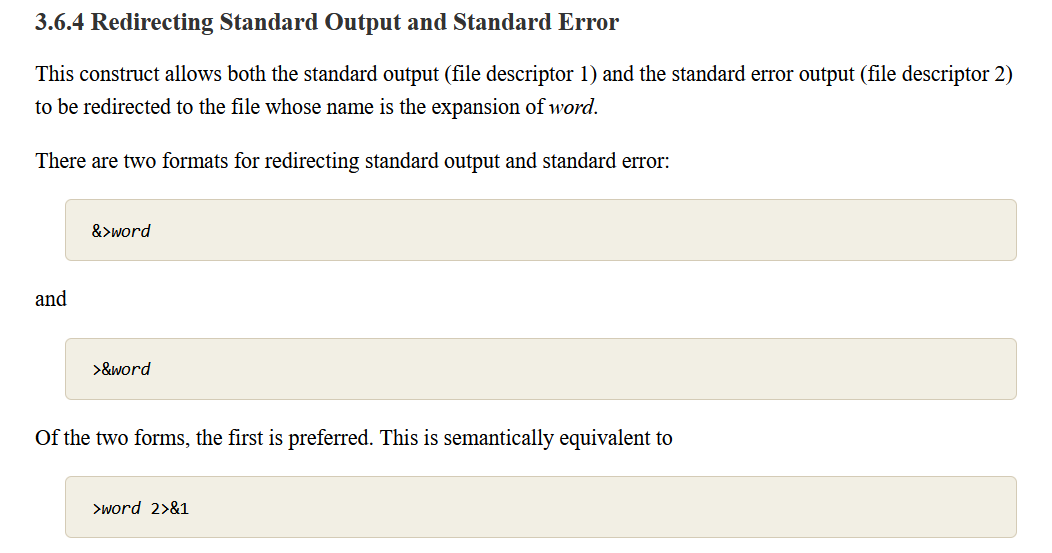 3.6.4 Redirecting Standard Output and Standard Error
This construct allows both the standard output (file descriptor 1) and the standard error output (file descriptor 2)
to be redirected to the file whose name is the expansion of word.
There are two formats for redirecting standard output and standard error:
&>word
and
>&word
Of the two forms, the first is preferred. This is semantically equivalent to
>word 2>&1